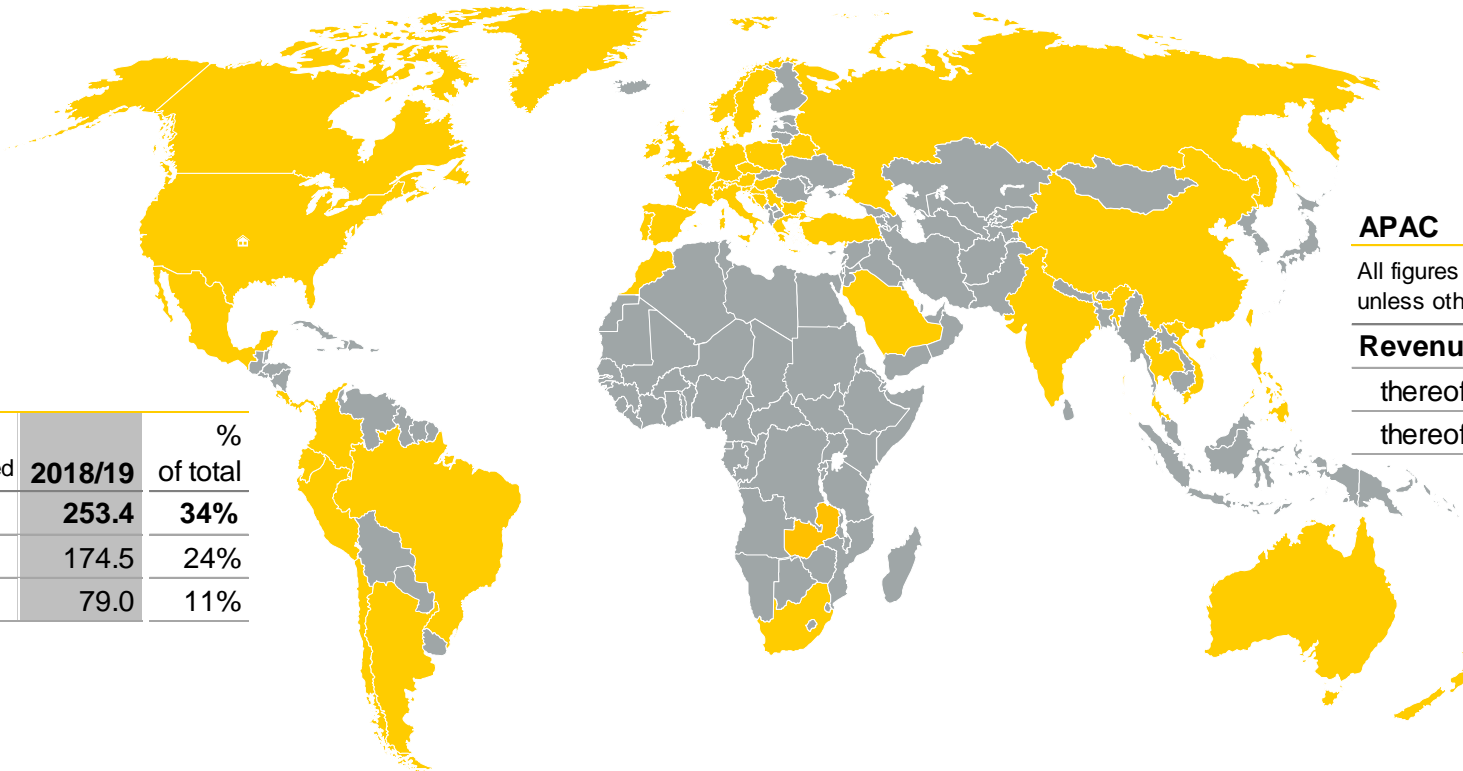 APAC
All figures
unless oth
Revenu
thereof
thereof
%
ed 2018/19 of total
253.4 34%
174.5 24%
79.0 11%